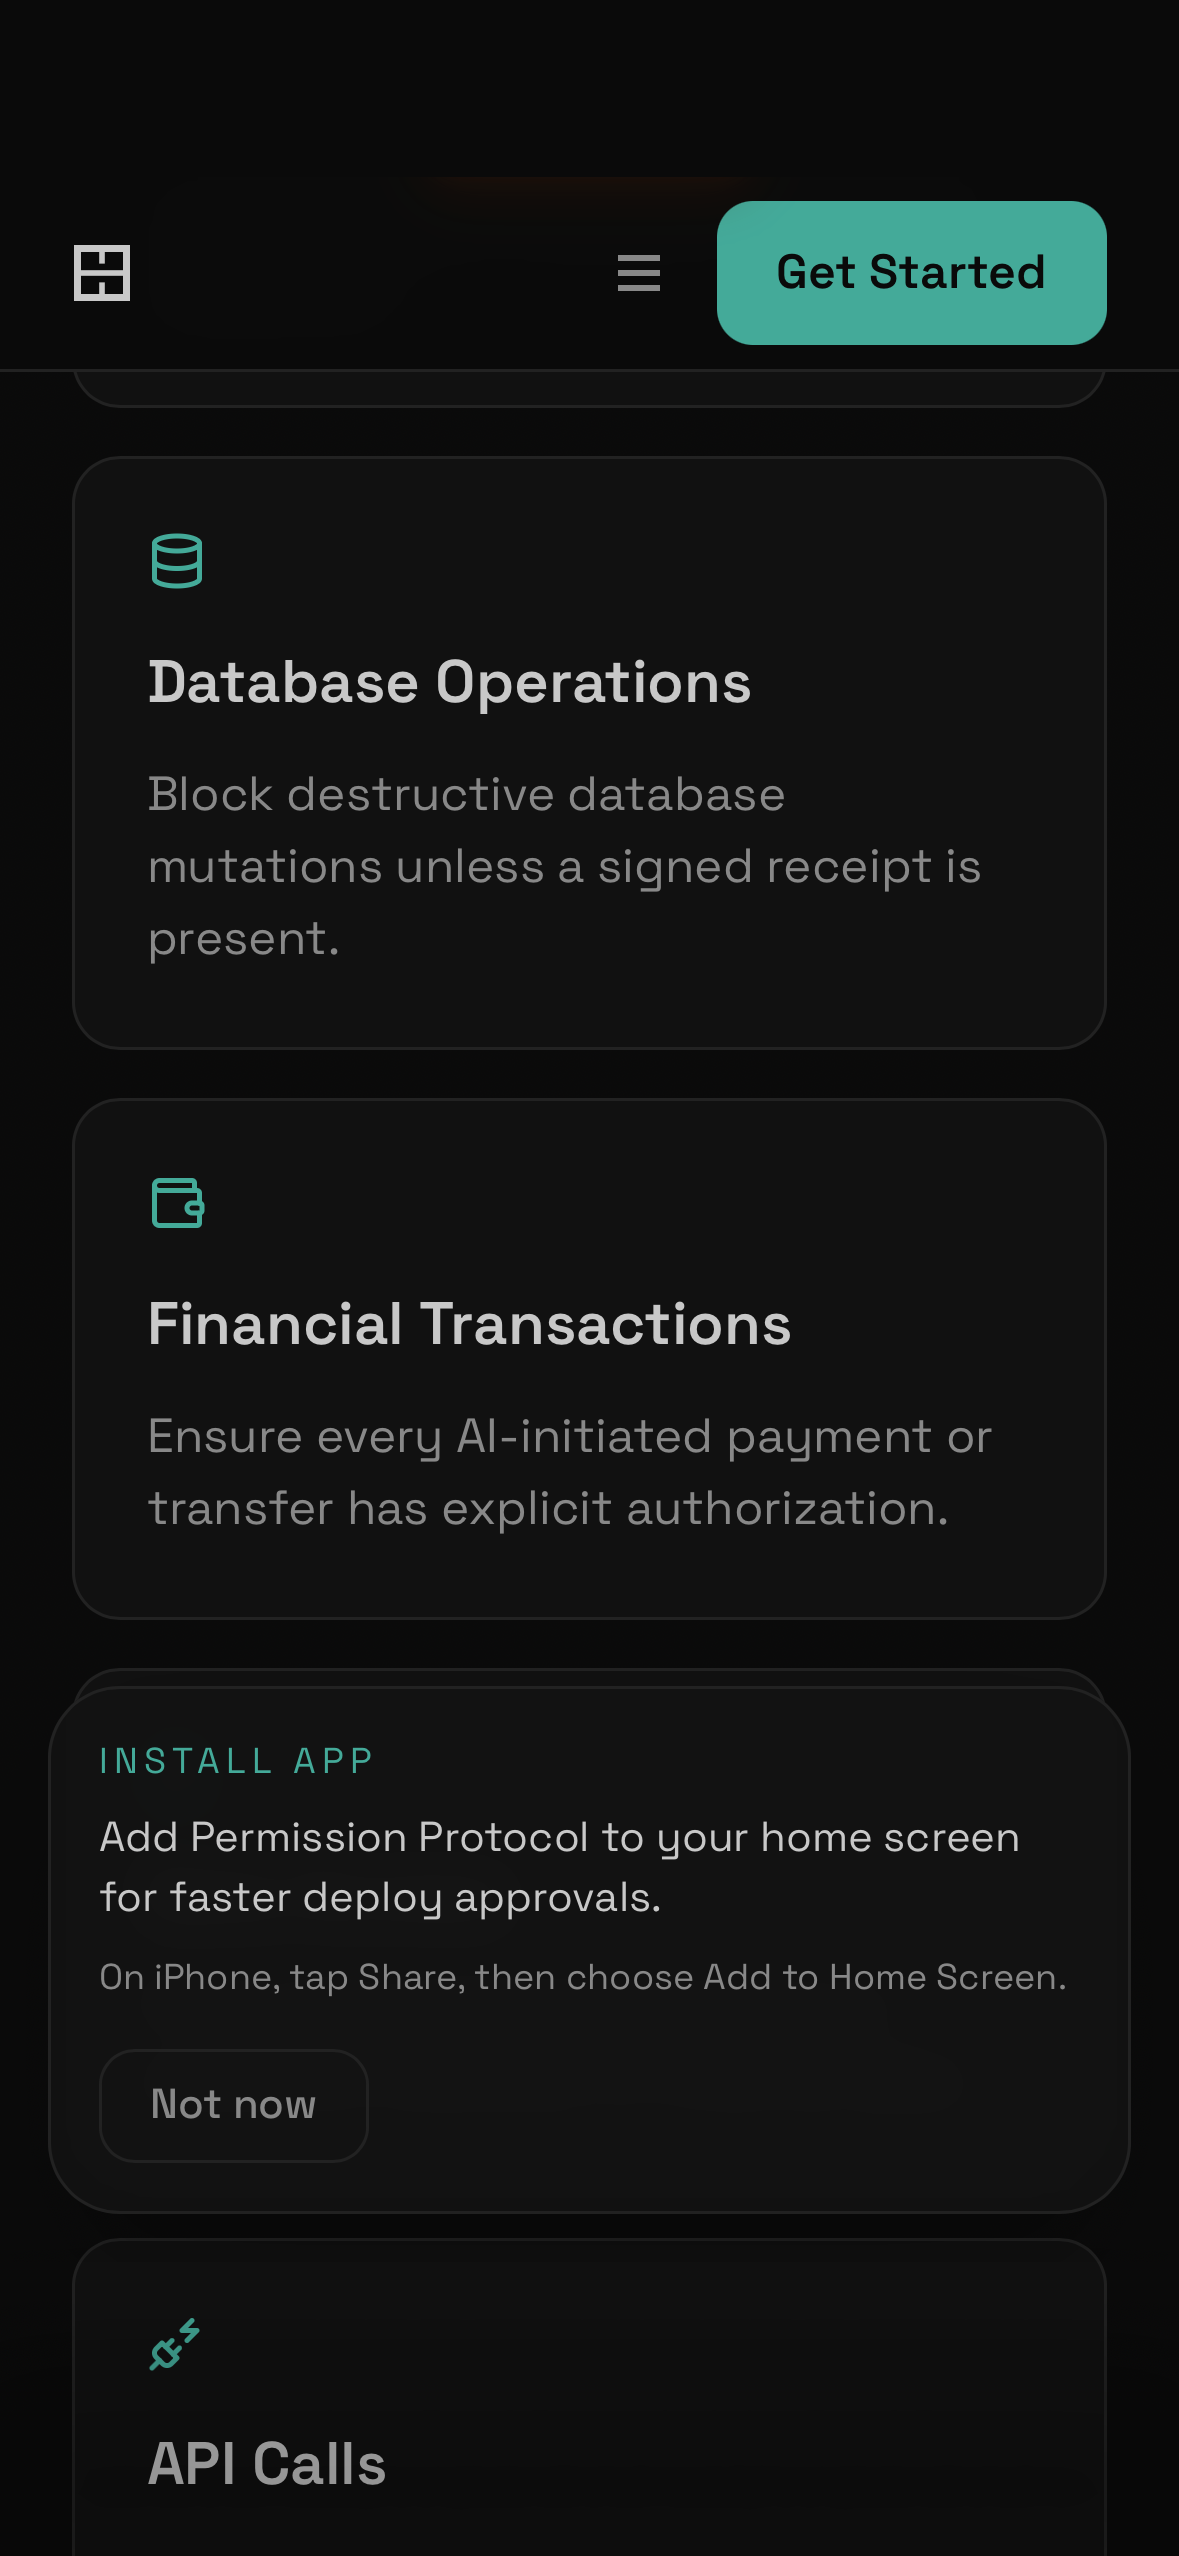 Get Started
Database Operations
Block destructive database
mutations unless a signed receipt is
present.
Financial Transactions
Ensure every AI-initiated payment or
transfer has explicit authorization.
INSTALL APP
Add Permission Protocol to your home screen
for faster deploy approvals.
On iPhone, tap Share, then choose Add to Home Screen.
Not now
API Calls